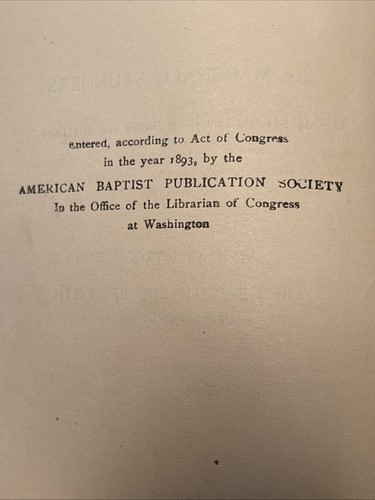 Entered, according to Act of Congress
in the year 1893, by the
AMERICAN BAPTIST PUBLICATION SOCIETY
In the Office of the Librarian of Congress
at Washington